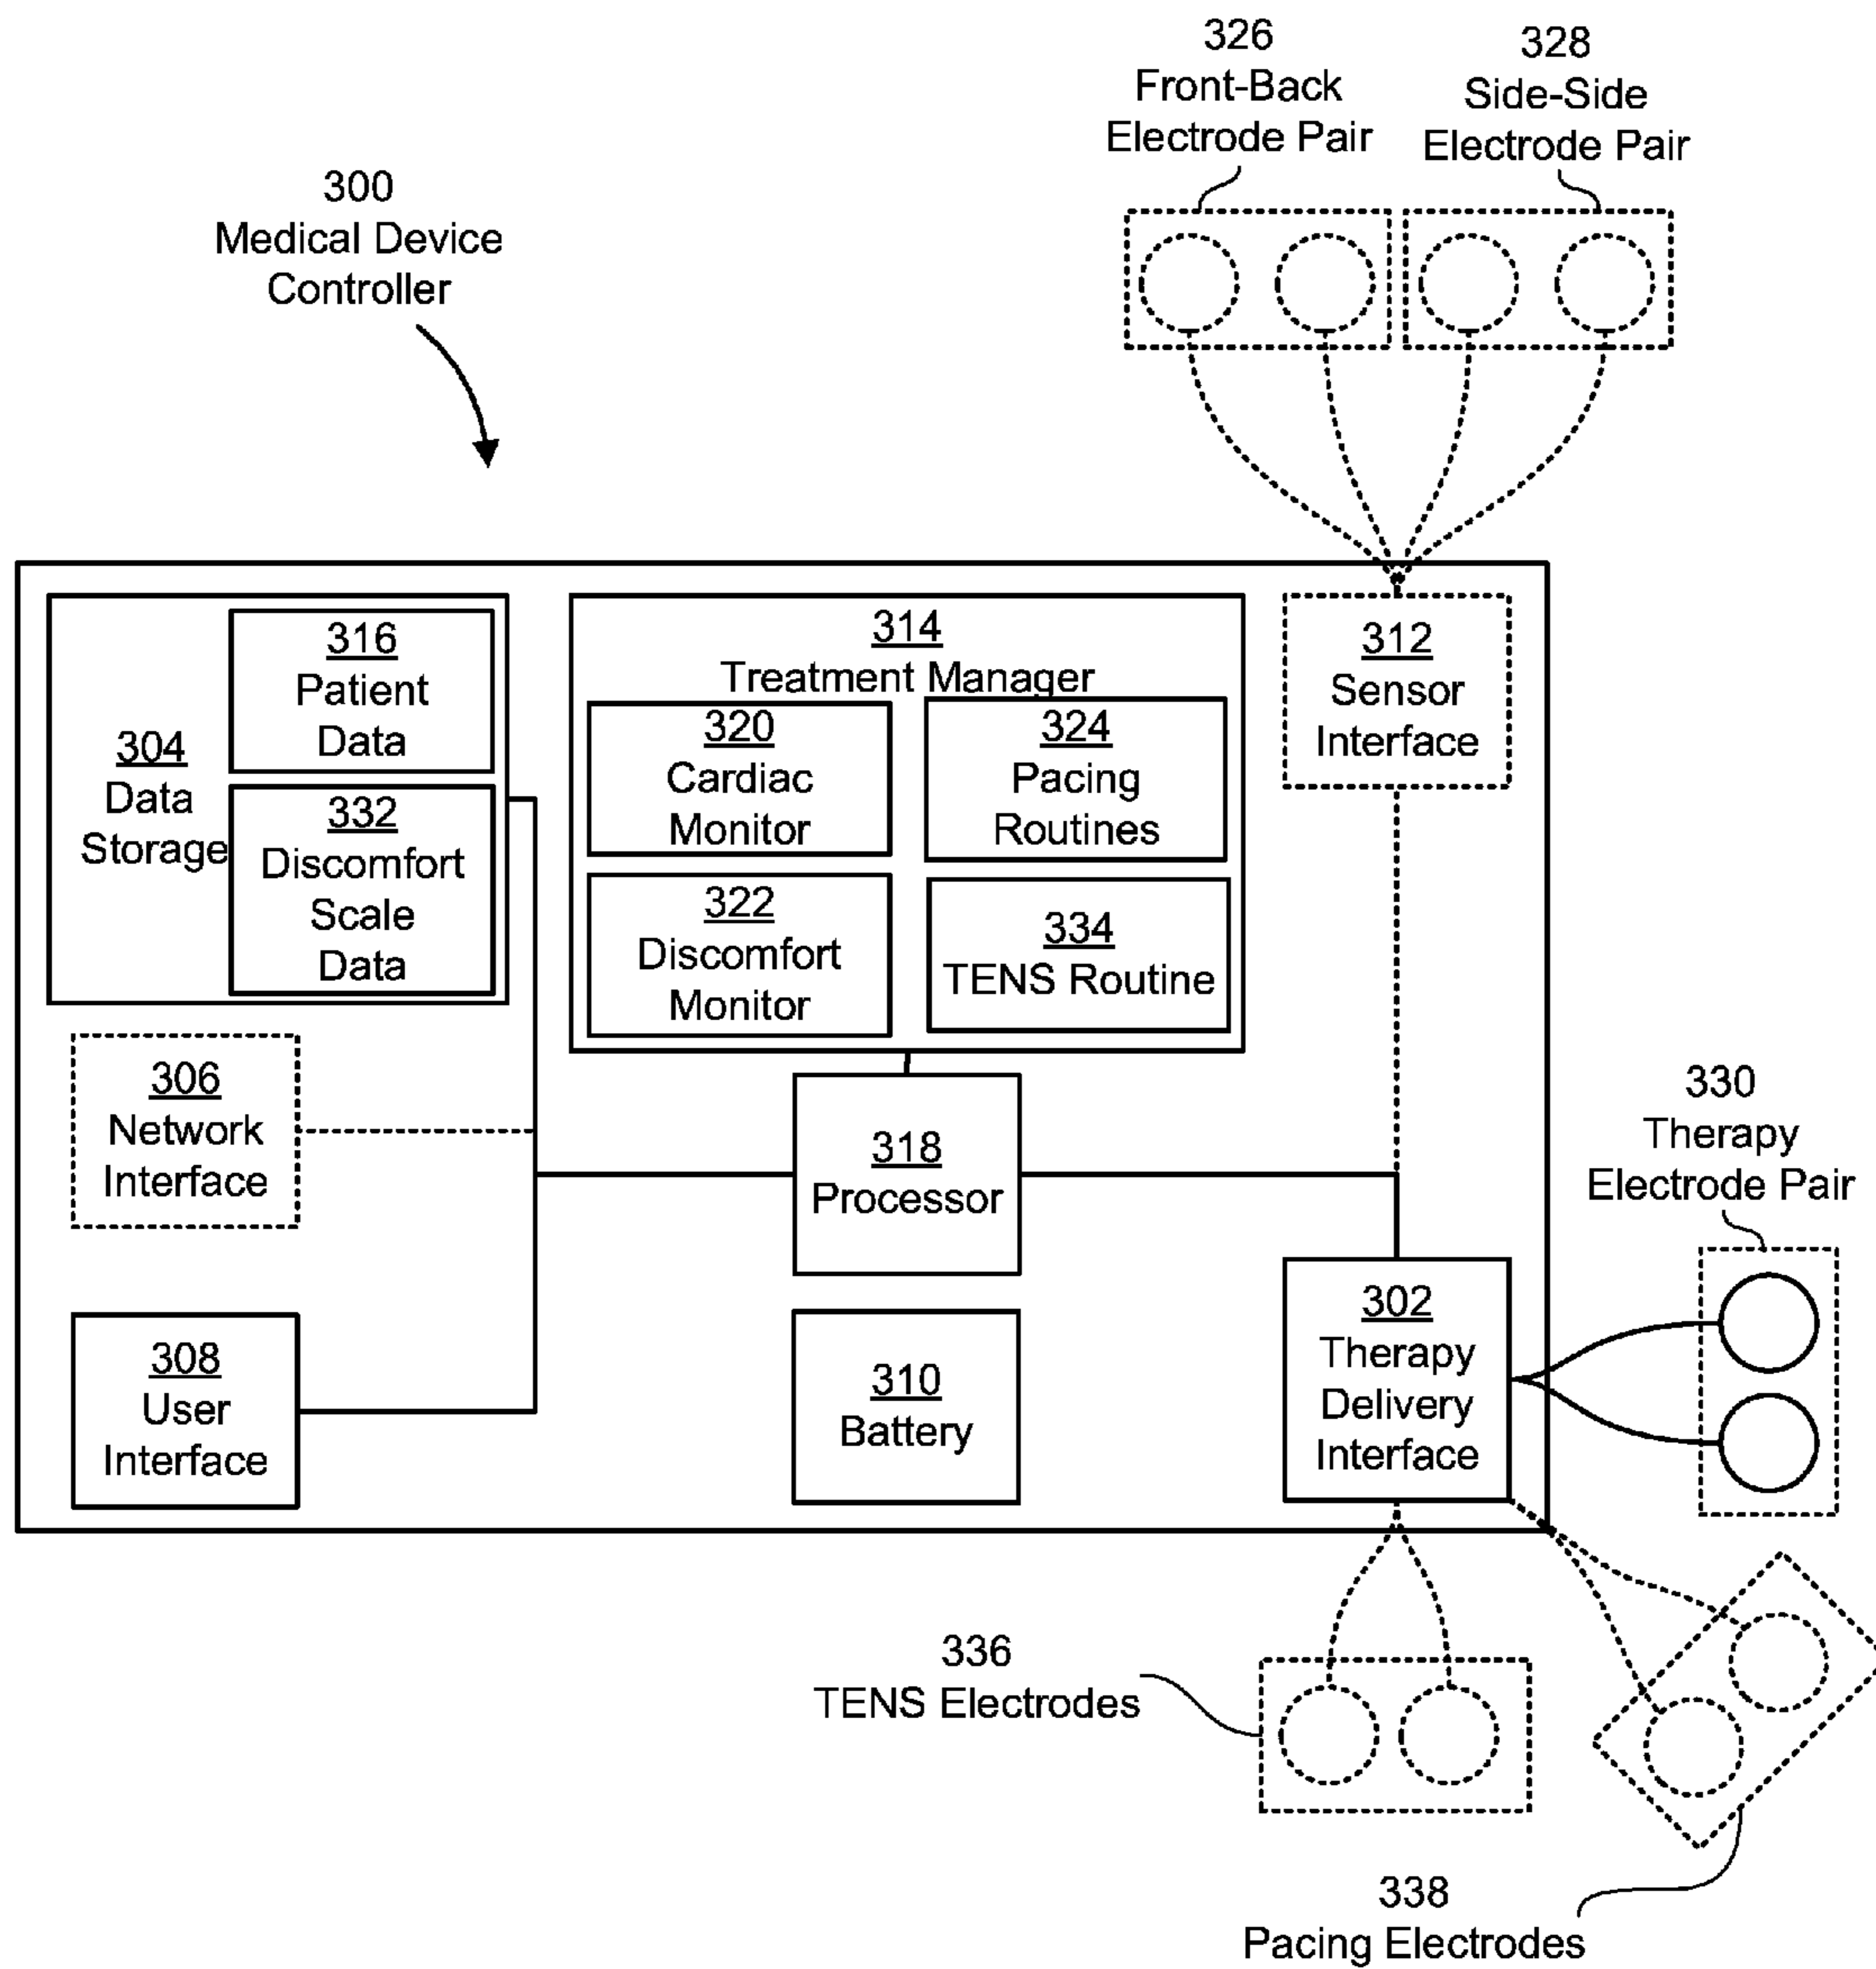 326
Front-Back
Electrode Pair
328
Side-Side
Electrode Pair
300
Medical Device
Controller
304
Data
Storage
316
Patient
Data
332
Discomfort
Scale
Data
314
Treatment Manager
320
Cardiac
Monitor
324
Pacing
Routines
322
Discomfort
Monitor
334
TENS Routine
312
Sensor
Interface
306
Network
Interface
318
Processor
330
Therapy
Electrode Pair
308
User
Interface
310
Battery
302
Therapy
Delivery
Interface
336
TENS Electrodes
338
Pacing Electrodes